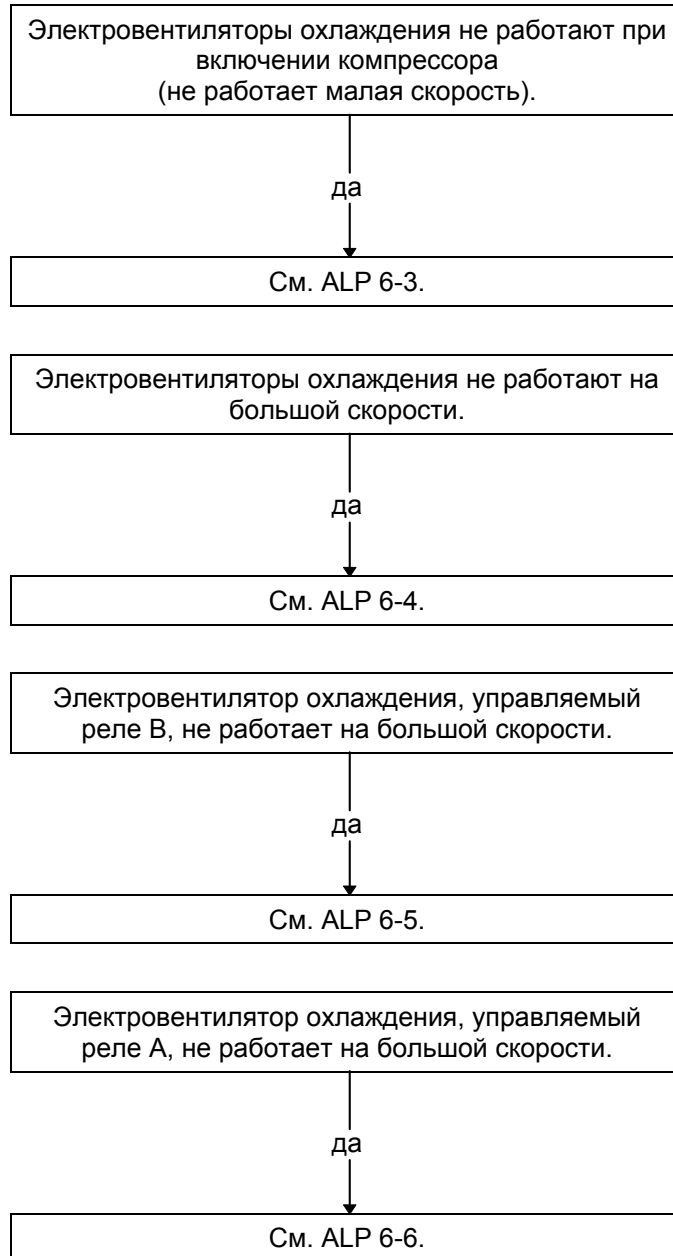 Электровентиляторы охлаждения не работают при
включении компрессора
(не работает малая скорость).
да
См. ALP 6-3.
Электровентиляторы охлаждения не работают на
большой скорости.
да
См. ALP 6-4.
Электровентилятор охлаждения, управляемый
реле В, не работает на большой скорости.
да
См. ALP 6-5.
Электровентилятор охлаждения, управляемый
реле А, не работает на большой скорости.
да
См. ALP 6-6.